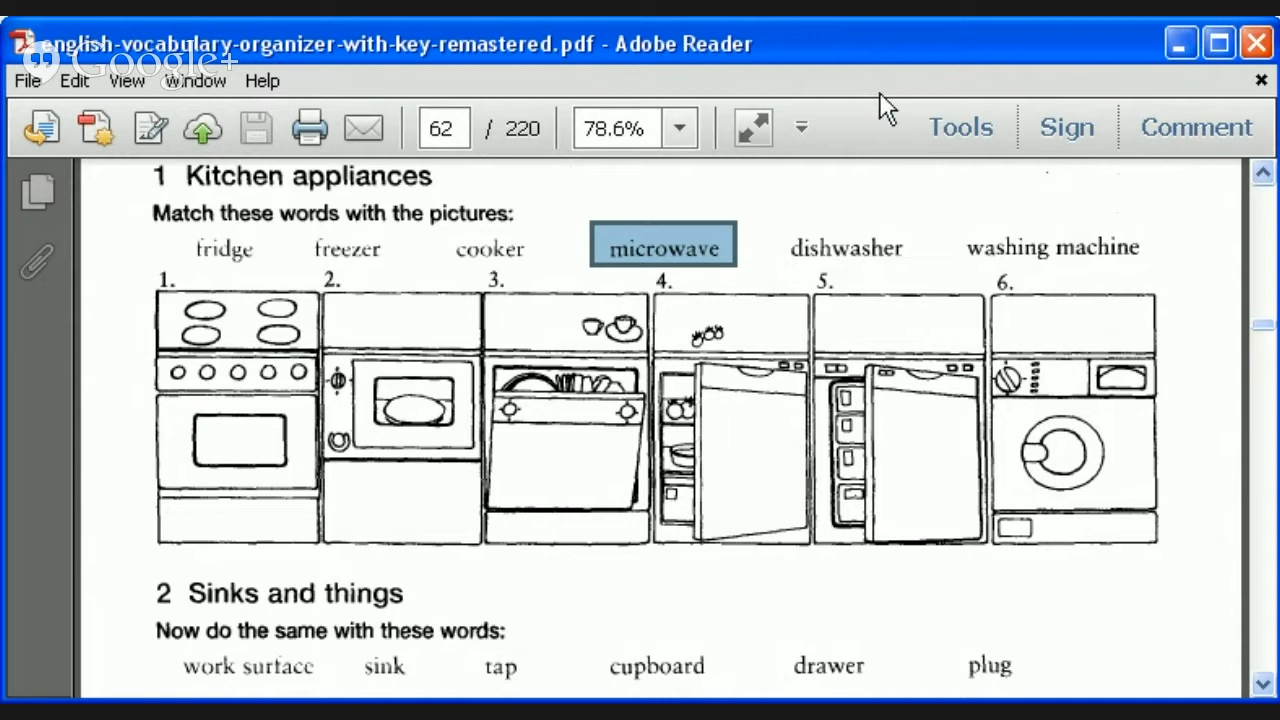 english-vocabulary-organizer-with-key-remastered.pdf - Adobe Reader
Google+
File Edit View Window Help
62 / 220 78.6% Tools Sign Comment
1 Kitchen appliances
Match these words with the pictures:
fridge freezer cooker microwave dishwasher washing machine
1. 2. 3. 4. 5. 6.
2 Sinks and things
Now do the same with these words:
work surface sink tap cupboard drawer plug